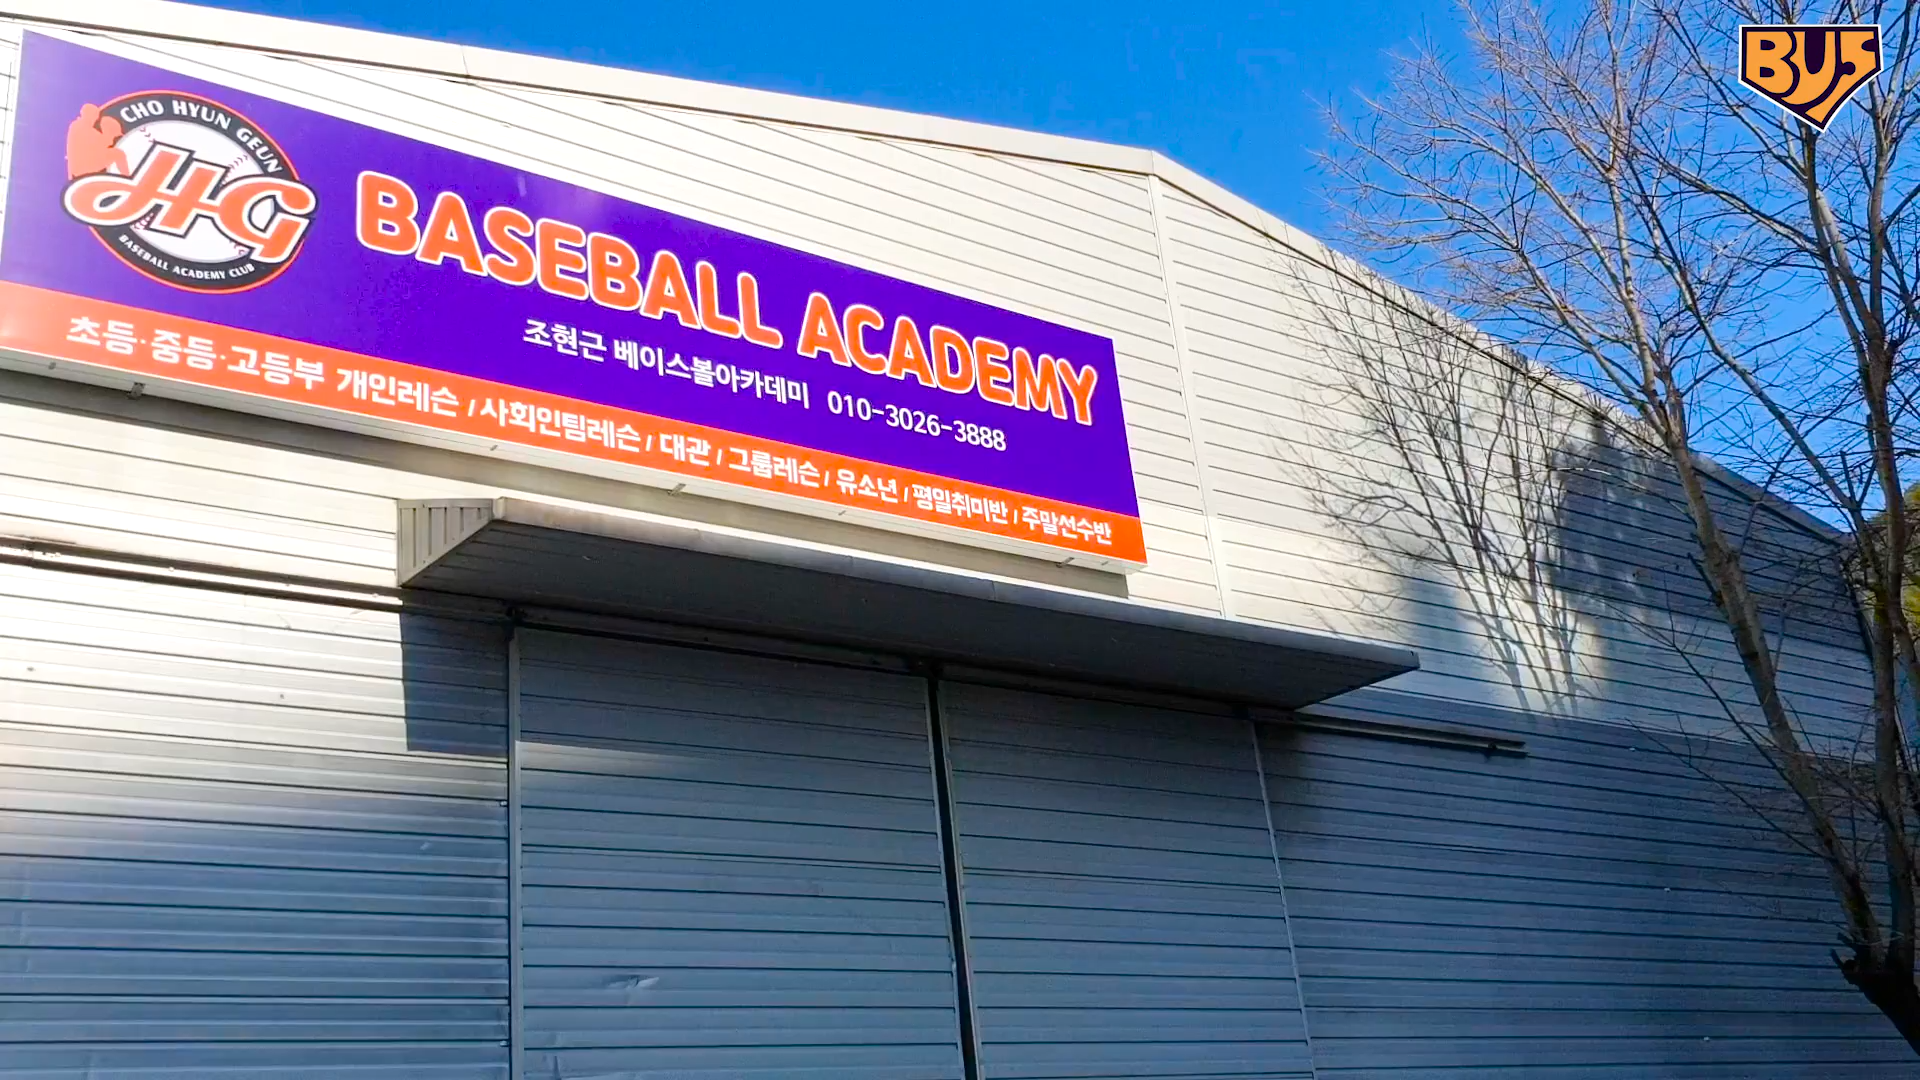 BUS
CHO HYUN GEUN
HG
BASEBALL ACADEMY CLUB
BASEBALL ACADEMY
조현근 베이스볼아카데미 010-3026-3888
초등·중등·고등부 개인레슨 / 사회인팀레슨 / 대관 / 그룹레슨 / 유소년 / 평일취미반 / 주말선수반